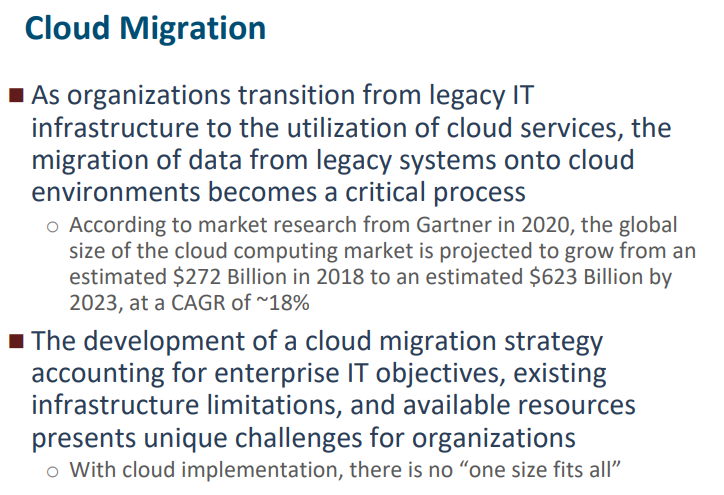 Cloud Migration
■ As organizations transition from legacy IT
infrastructure to the utilization of cloud services, the
migration of data from legacy systems onto cloud
environments becomes a critical process
○ According to market research from Gartner in 2020, the global
size of the cloud computing market is projected to grow from an
estimated $272 Billion in 2018 to an estimated $623 Billion by
2023, at a CAGR of ~18%
■ The development of a cloud migration strategy
accounting for enterprise IT objectives, existing
infrastructure limitations, and available resources
presents unique challenges for organizations
○ With cloud implementation, there is no “one size fits all”